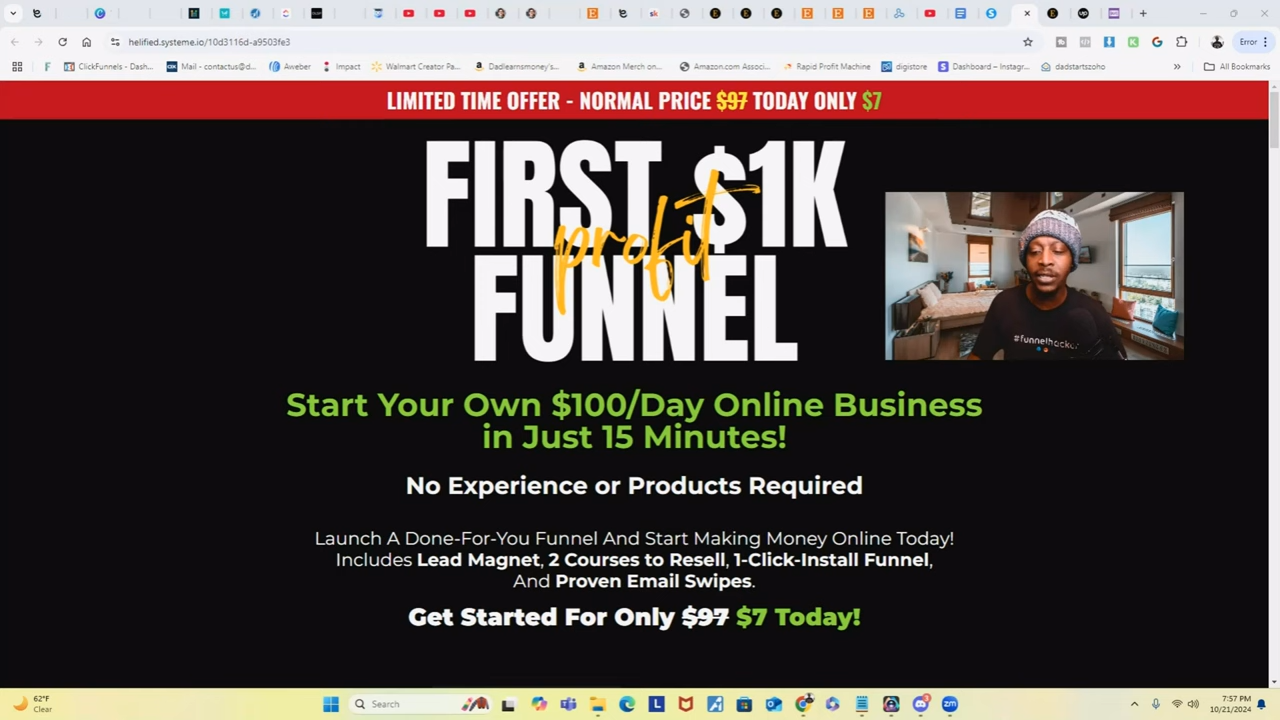 helified.systeme.io/10d3116d-a9503fe3
Error
F
ClickFunnels - Dash...
Mail - contactus@d...
Aweber
Impact
Walmart Creator Pa...
Dadlearnsmoney's...
Amazon Merch on...
Amazon.com Associ...
Rapid Profit Machine
digistore
Dashboard – Instagr...
dadstartszoho
»
All Bookmarks
LIMITED TIME OFFER - NORMAL PRICE $97 TODAY ONLY $7
FIRST $1K
profit
FUNNEL
#funnelhacker
Start Your Own $100/Day Online Business
in Just 15 Minutes!
No Experience or Products Required
Launch A Done-For-You Funnel And Start Making Money Online Today!
Includes Lead Magnet, 2 Courses to Resell, 1-Click-Install Funnel,
And Proven Email Swipes.
Get Started For Only $97 $7 Today!
62°F
Clear
Search
7:57 PM
10/21/2024